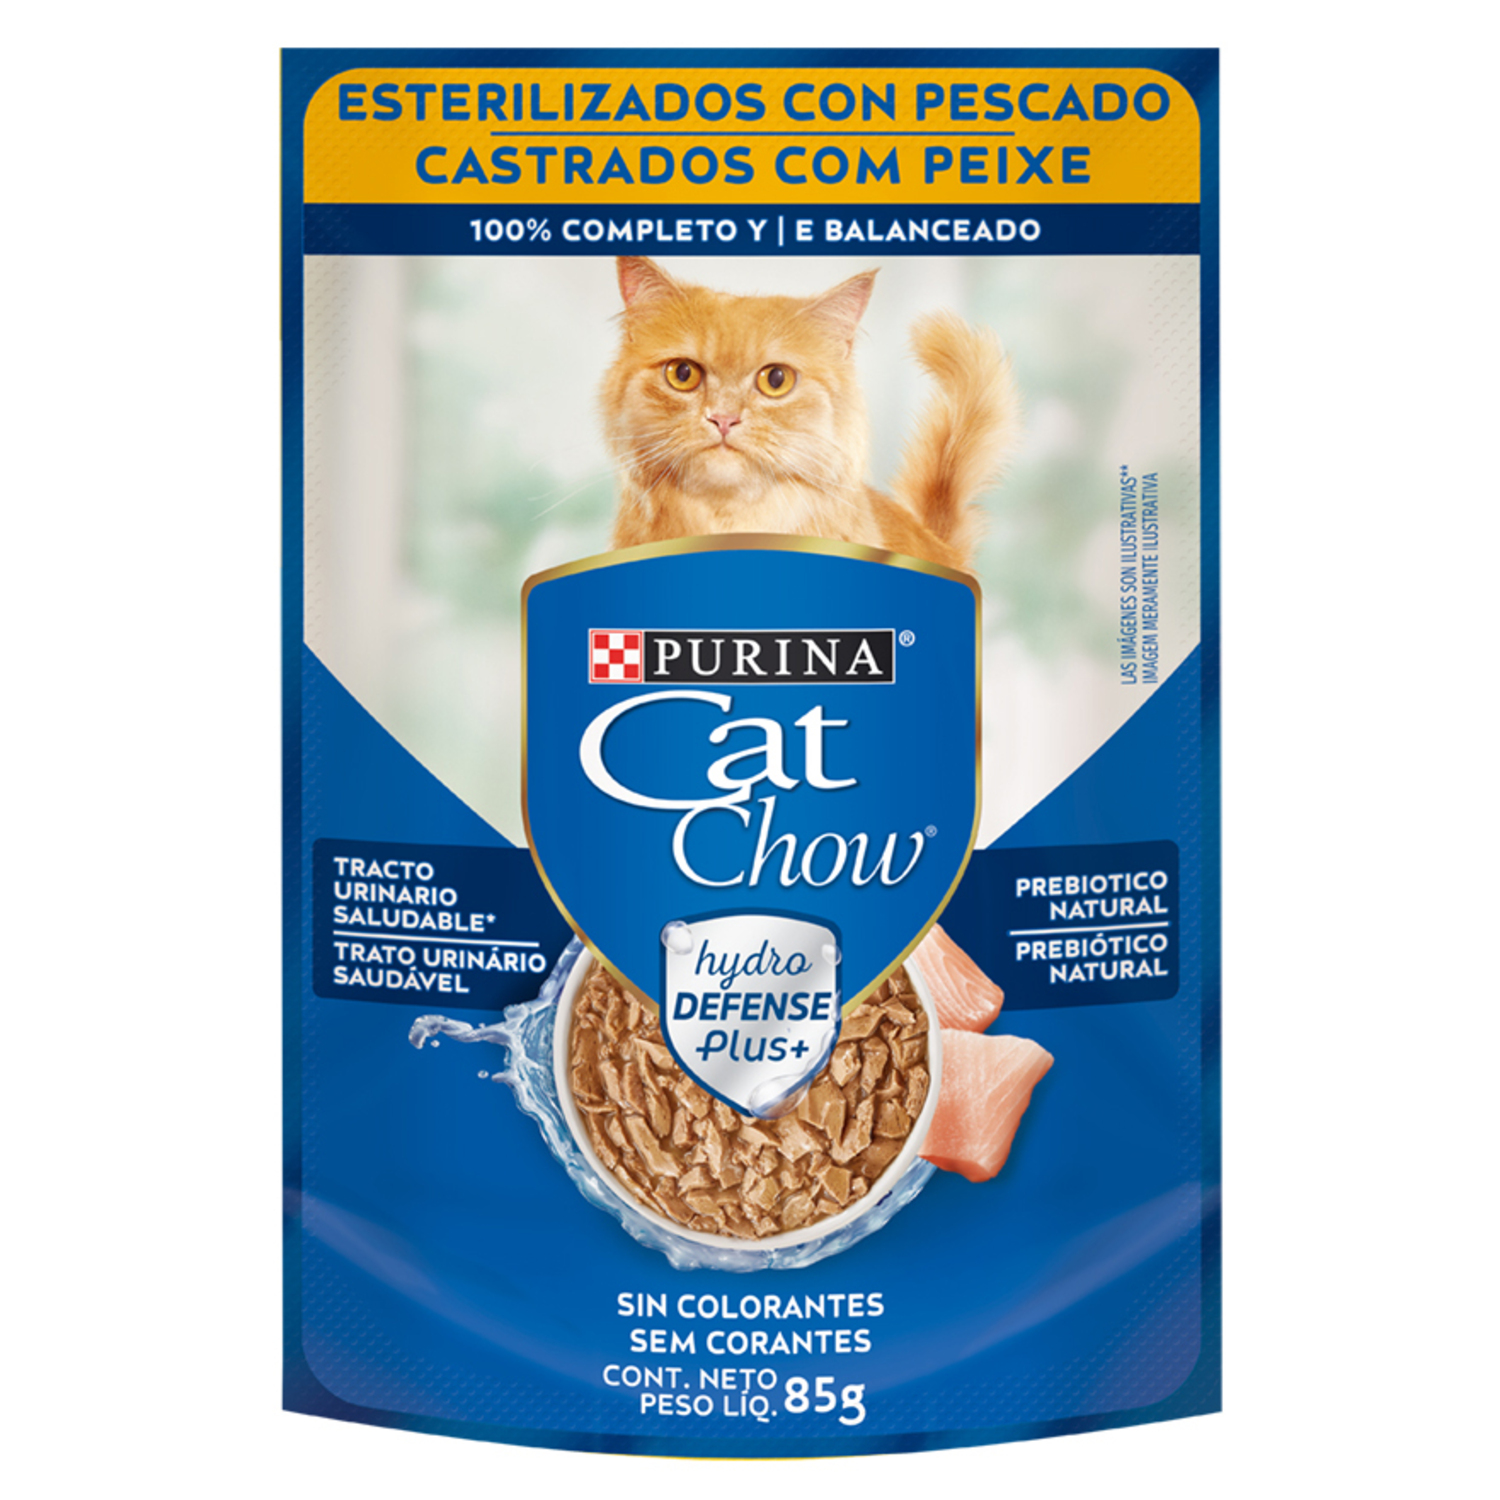 ESTERILIZADOS CON PESCADO
CASTRADOS COM PEIXE
100% COMPLETO Y | E BALANCEADO
LAS IMÁGENES SON ILUSTRATIVAS**
IMAGEM MERAMENTE ILUSTRATIVA
PURINA®
Cat
Chow®
TRACTO
URINARIO
SALUDABLE*
TRATO URINÁRIO
SAUDÁVEL
PREBIOTICO
NATURAL
PREBIÓTICO
NATURAL
hydro
DEFENSE
Plus+
SIN COLORANTES
SEM CORANTES
CONT. NETO
PESO LÍQ. 85g